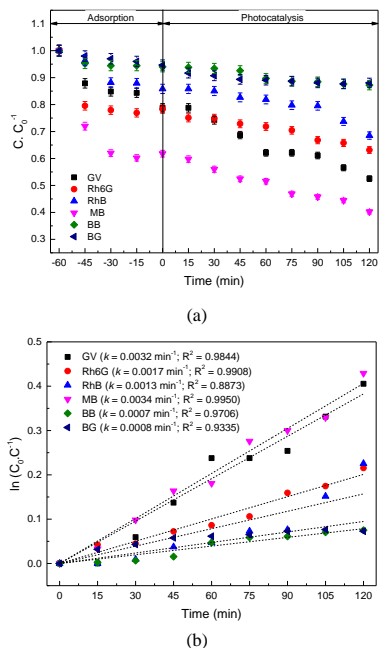 Adsorption
Photocatalysis
1.0
0.9
0.8
0.7
0.6
0.5
0.4
0.3
C. C₀⁻¹
GV
Rh6G
RhB
MB
BB
BG
-60 -45 -30 -15 0 15 30 45 60 75 90 105 120
Time (min)
(a)
0.5
0.4
0.3
0.2
0.1
0.0
ln (C₀.C⁻¹)
GV (k = 0.0032 min⁻¹; R² = 0.9844)
Rh6G (k = 0.0017 min⁻¹; R² = 0.9908)
RhB (k = 0.0013 min⁻¹; R² = 0.8873)
MB (k = 0.0034 min⁻¹; R² = 0.9950)
BB (k = 0.0007 min⁻¹; R² = 0.9706)
BG (k = 0.0008 min⁻¹; R² = 0.9335)
0 15 30 45 60 75 90 105 120
Time (min)
(b)